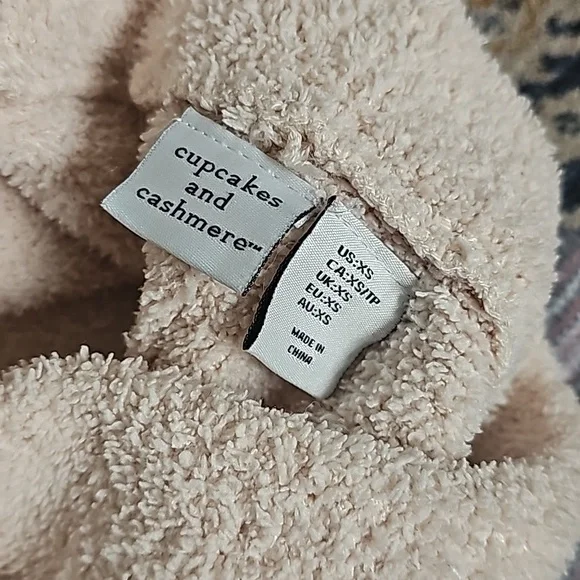 cupcakes
and
cashmere™
US:XS
CA:XS/TP
UK:XS
EU:XS
AU:XS
MADE IN
CHINA